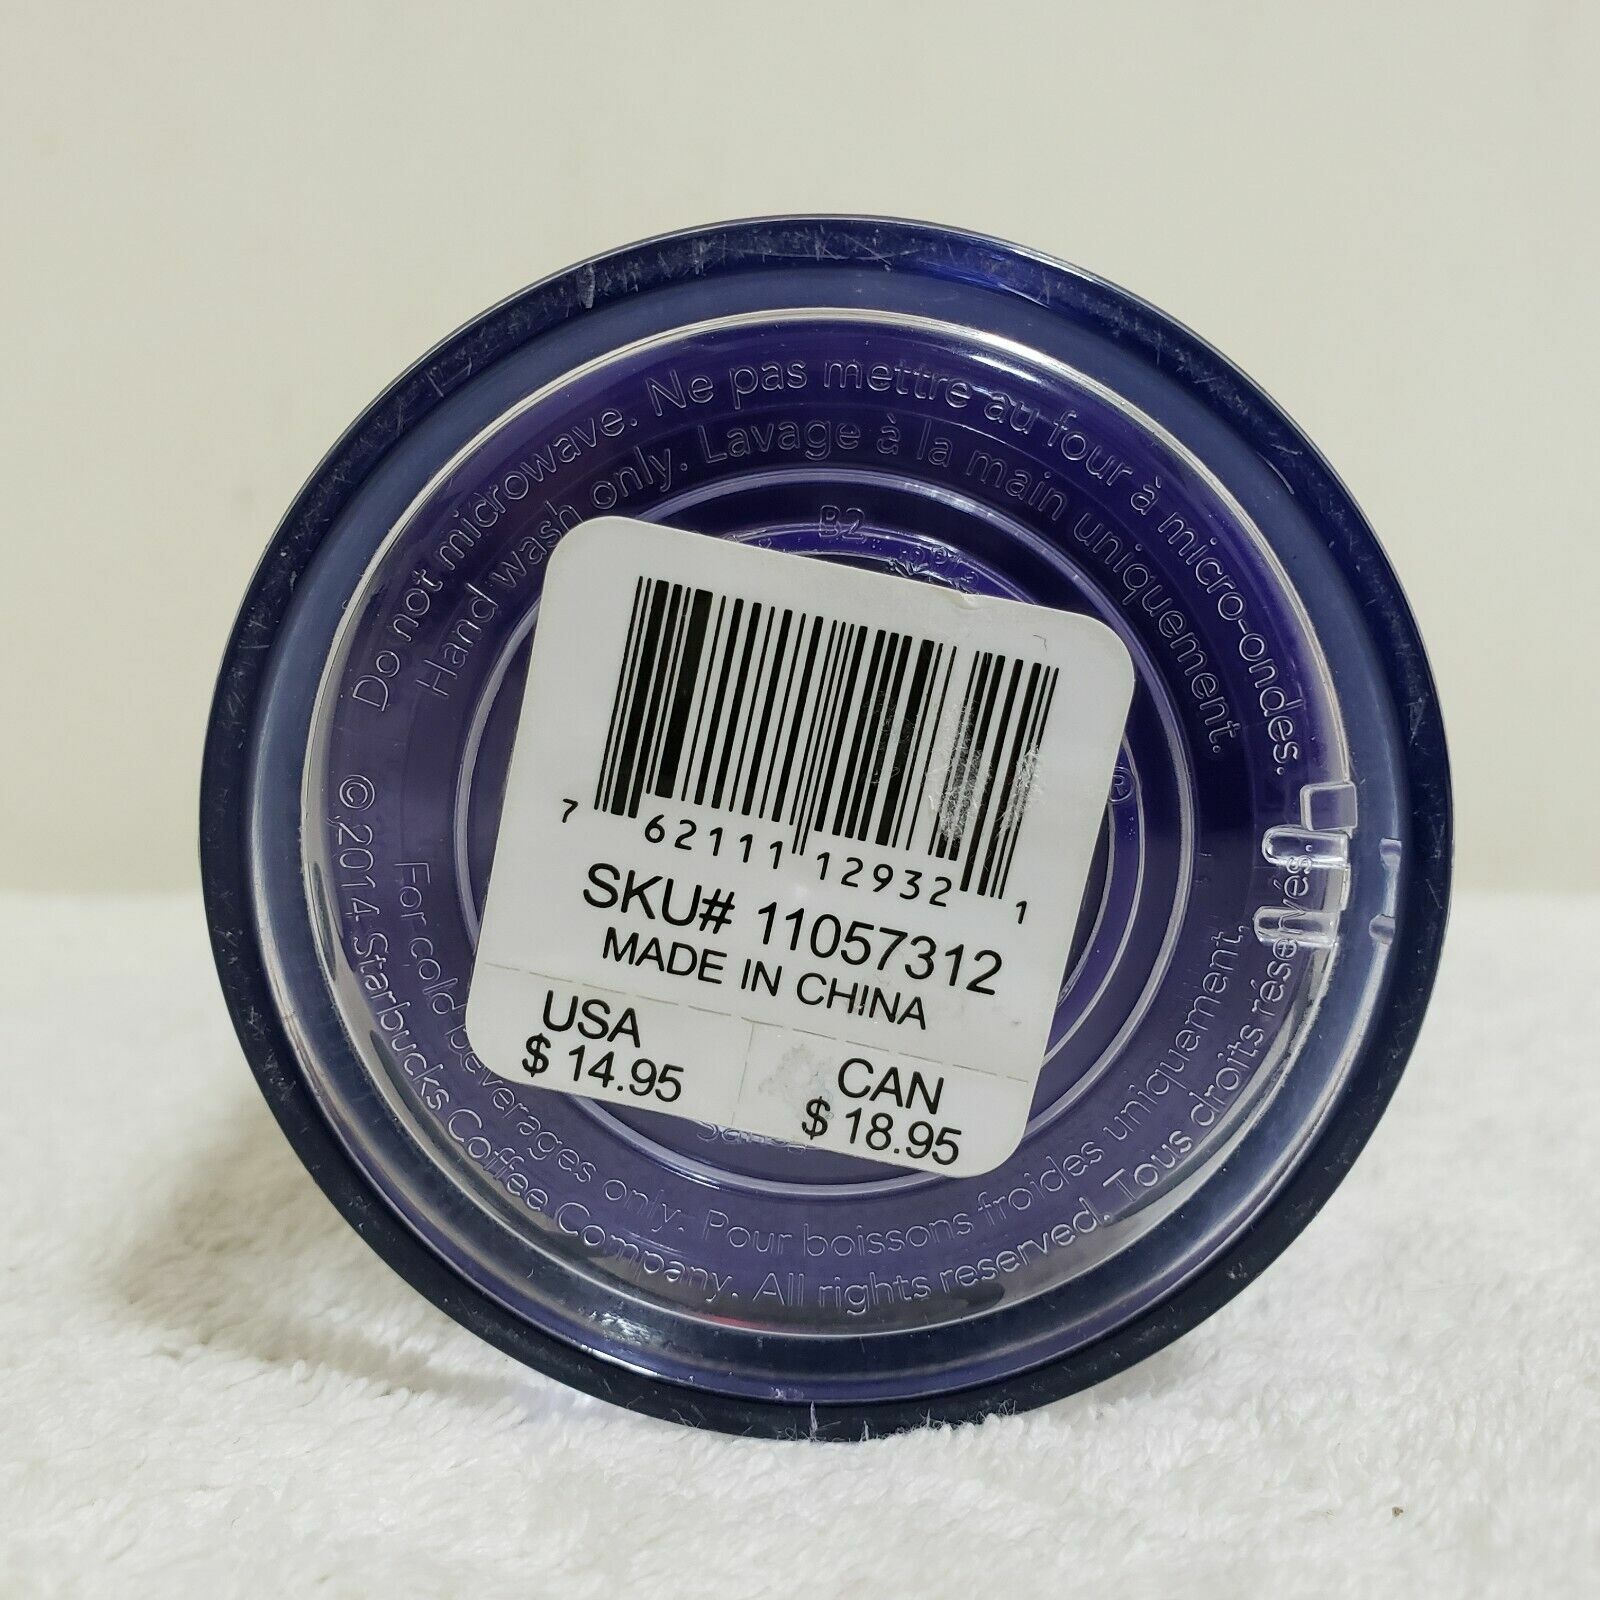 Do not microwave. Ne pas mettre au four à micro-ondes.
Hand wash only. Lavage à la main uniquement.
B2
7 62111 12932 1
SKU# 11057312
MADE IN CHINA
USA
$ 14.95
CAN
$ 18.95
For cold beverages only. Pour boissons froides uniquement.
© 2014 Starbucks Coffee Company. All rights reserved. Tous droits réservés.